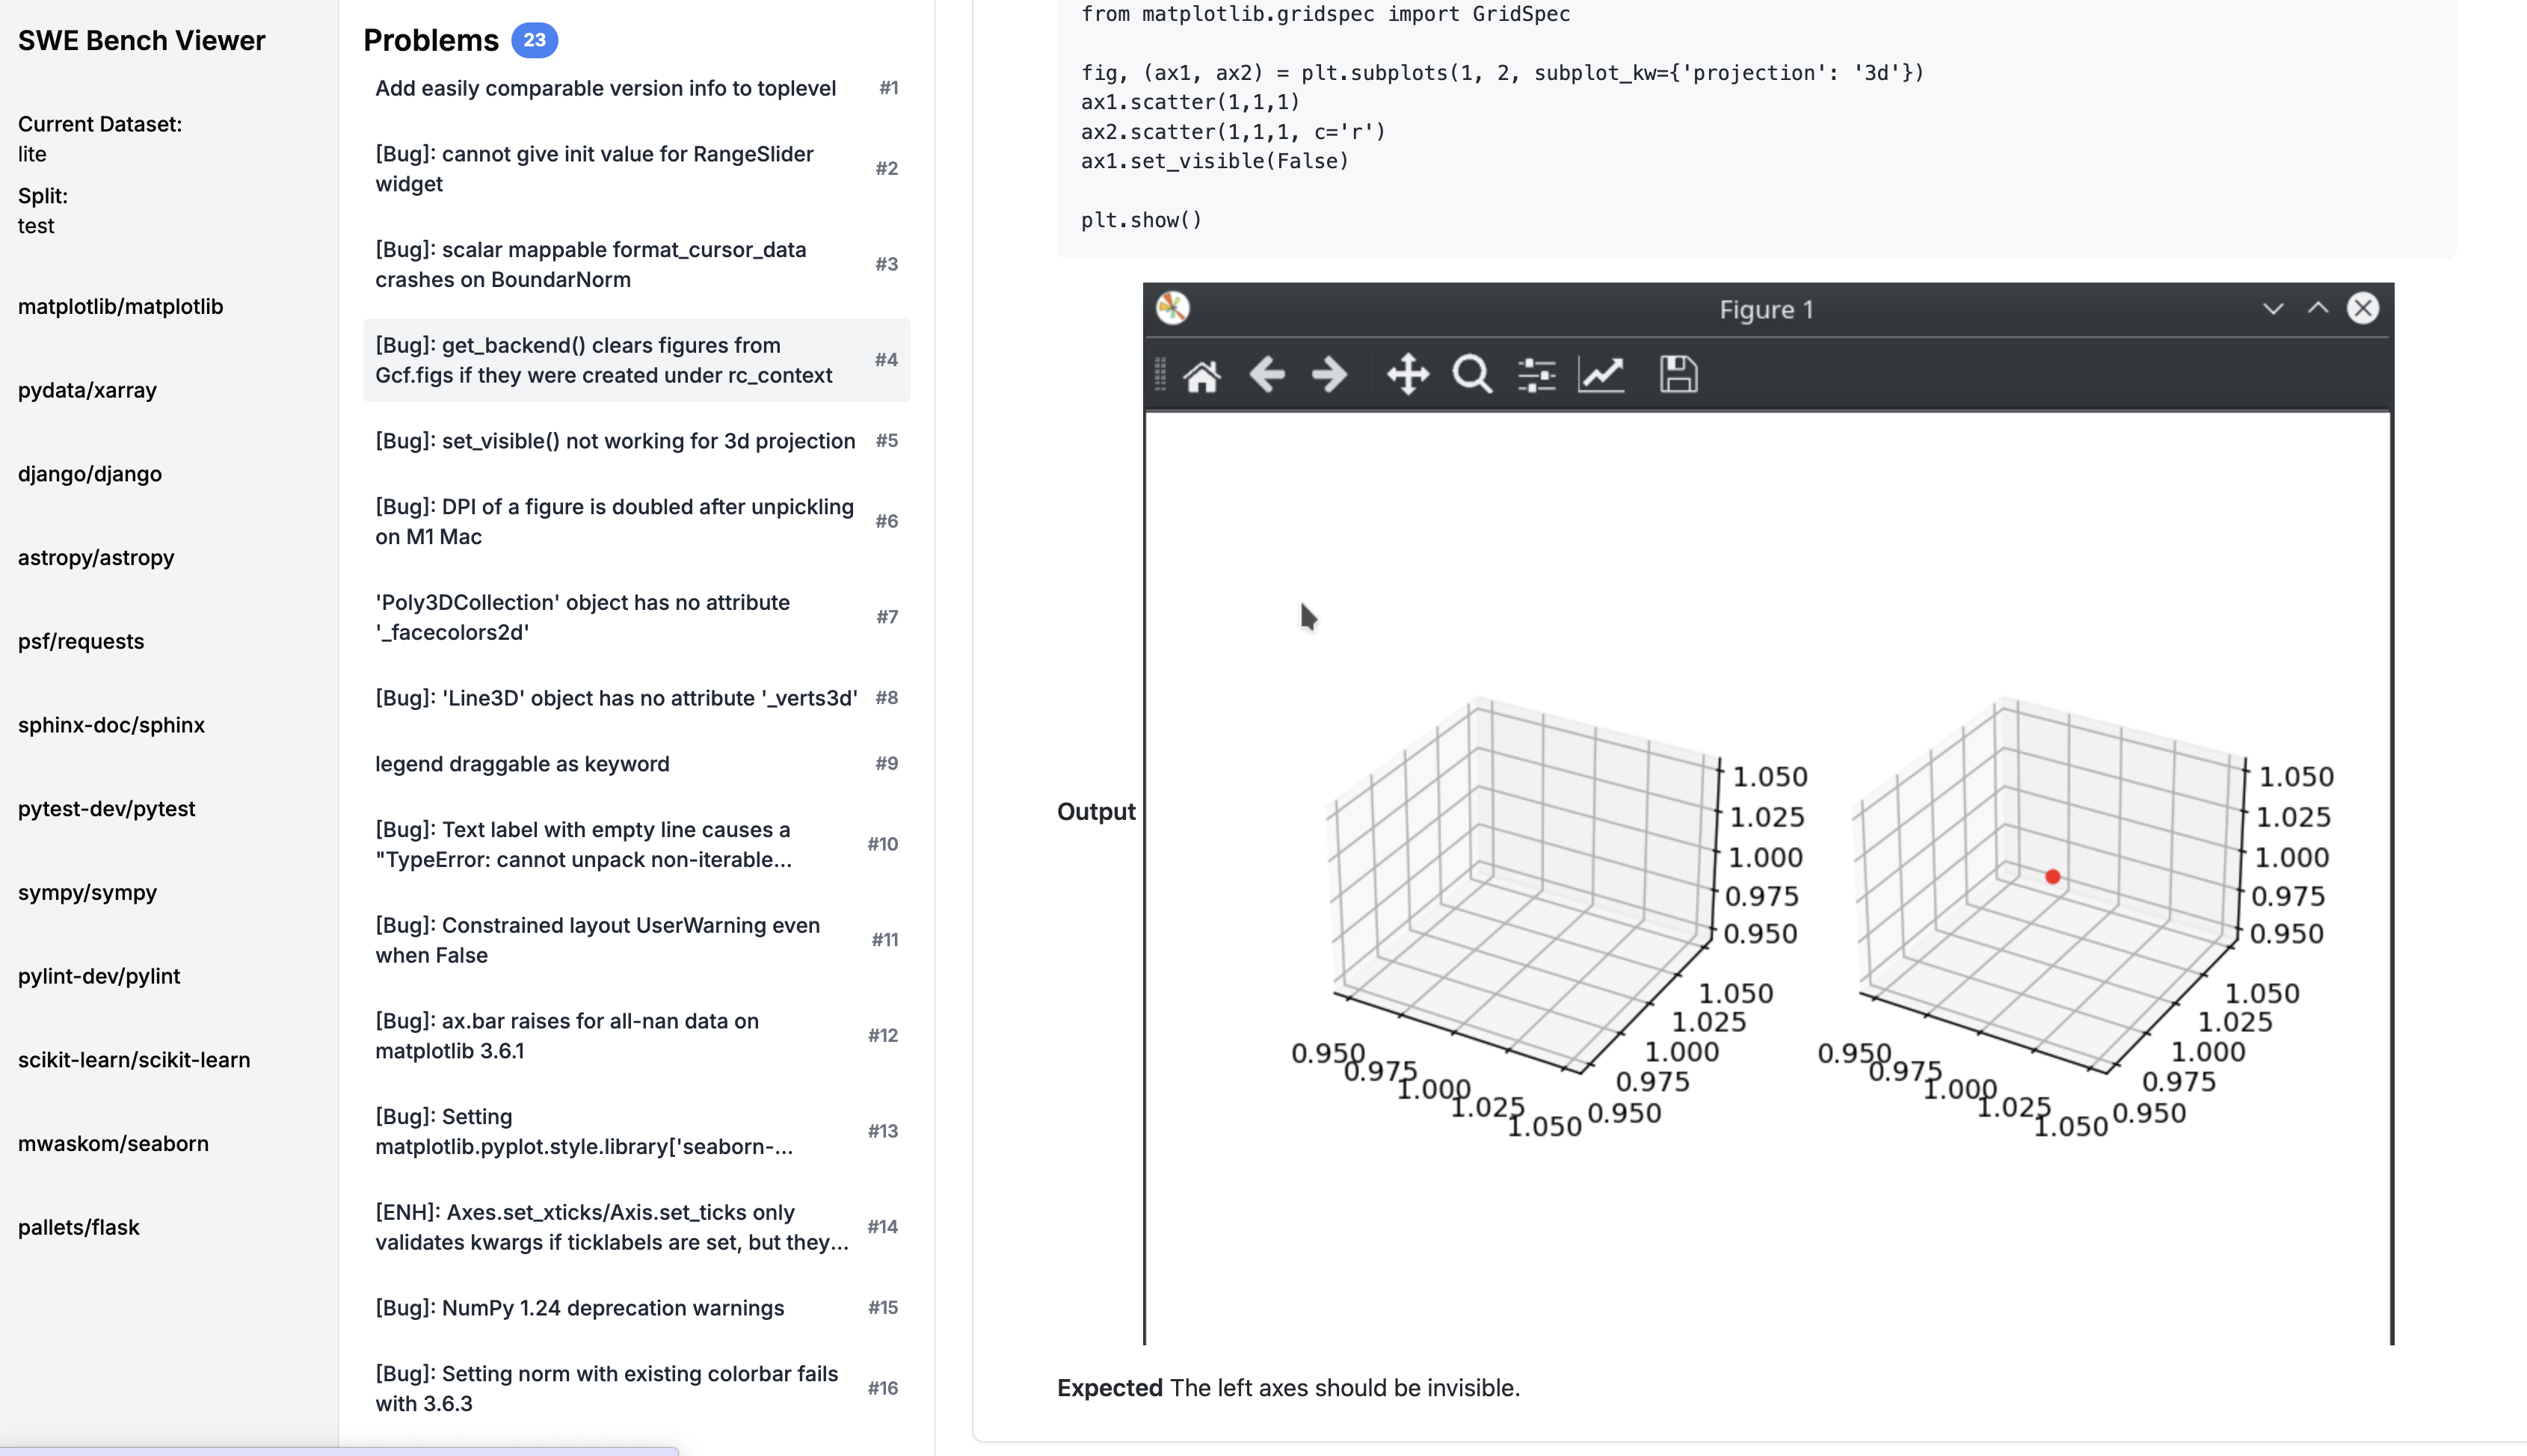 SWE Bench Viewer
Current Dataset:
lite
Split:
test
matplotlib/matplotlib
pydata/xarray
django/django
astropy/astropy
psf/requests
sphinx-doc/sphinx
pytest-dev/pytest
sympy/sympy
pylint-dev/pylint
scikit-learn/scikit-learn
mwaskom/seaborn
pallets/flask
Problems 23
Add easily comparable version info to toplevel #1
[Bug]: cannot give init value for RangeSlider
widget #2
[Bug]: scalar mappable format_cursor_data
crashes on BoundarNorm #3
[Bug]: get_backend() clears figures from
Gcf.figs if they were created under rc_context #4
[Bug]: set_visible() not working for 3d projection #5
[Bug]: DPI of a figure is doubled after unpickling
on M1 Mac #6
'Poly3DCollection' object has no attribute
'_facecolors2d' #7
[Bug]: 'Line3D' object has no attribute '_verts3d' #8
legend draggable as keyword #9
[Bug]: Text label with empty line causes a
"TypeError: cannot unpack non-iterable... #10
[Bug]: Constrained layout UserWarning even
when False #11
[Bug]: ax.bar raises for all-nan data on
matplotlib 3.6.1 #12
[Bug]: Setting
matplotlib.pyplot.style.library['seaborn-... #13
[ENH]: Axes.set_xticks/Axis.set_ticks only
validates kwargs if ticklabels are set, but they... #14
[Bug]: NumPy 1.24 deprecation warnings #15
[Bug]: Setting norm with existing colorbar fails
with 3.6.3 #16
from matplotlib.gridspec import GridSpec
fig, (ax1, ax2) = plt.subplots(1, 2, subplot_kw={'projection': '3d'})
ax1.scatter(1,1,1)
ax2.scatter(1,1,1, c='r')
ax1.set_visible(False)
plt.show()
Output
Figure 1
1.050
1.025
1.000
0.975
0.950
1.050
1.025
1.000
0.975
0.950
0.950
0.975
1.000
1.025
1.050
1.050
1.025
1.000
0.975
0.950
1.050
1.025
1.000
0.975
0.950
0.950
0.975
1.000
1.025
1.050
Expected The left axes should be invisible.